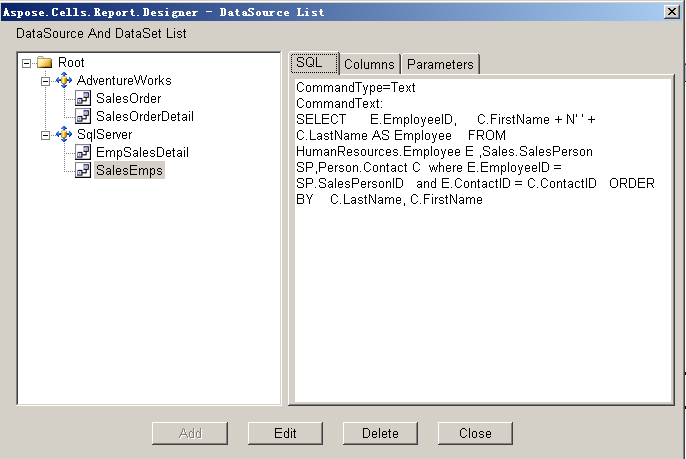 Aspose.Cells.Report.Designer - DataSource List
DataSource And DataSet List
Root
AdventureWorks
SalesOrder
SalesOrderDetail
SqlServer
EmpSalesDetail
SalesEmps
SQL Columns Parameters
CommandType=Text
CommandText:
SELECT E.EmployeeID, C.FirstName + N' ' +
C.LastName AS Employee FROM
HumanResources.Employee E ,Sales.SalesPerson
SP,Person.Contact C where E.EmployeeID =
SP.SalesPersonID and E.ContactID = C.ContactID ORDER
BY C.LastName, C.FirstName
Add Edit Delete Close